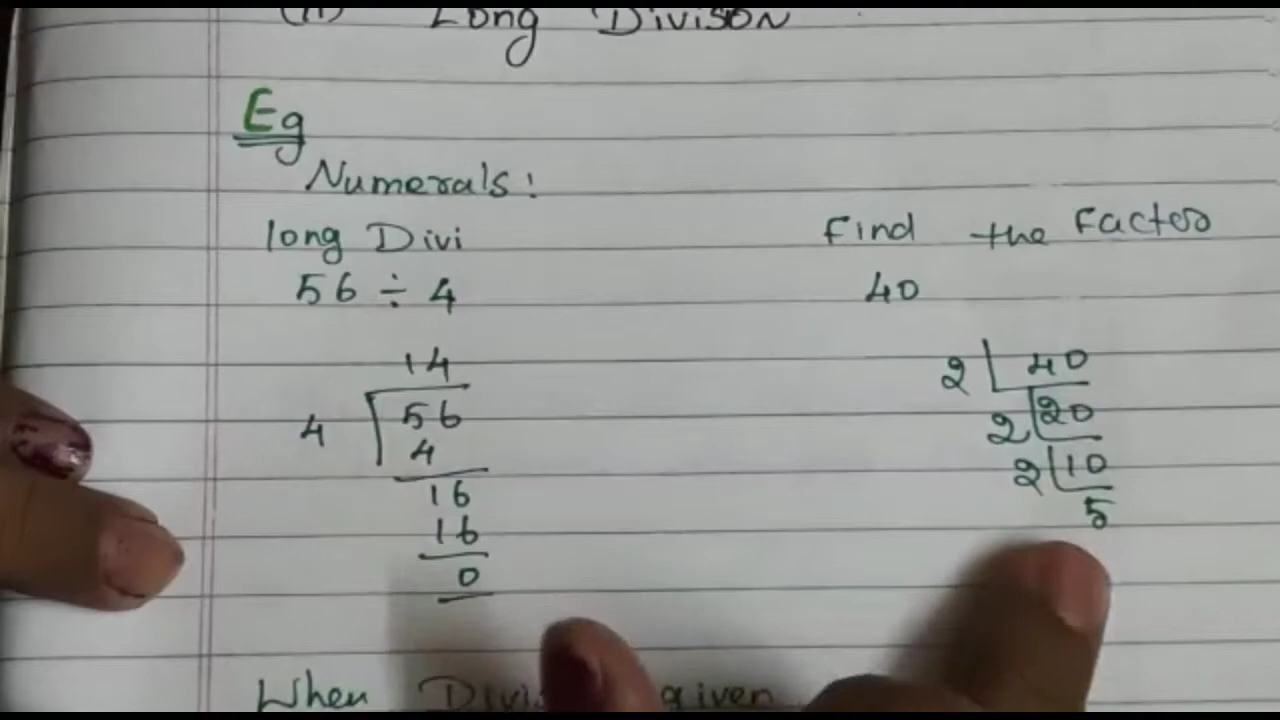 (ii) Long Divison
Eg
Numerals:
long Divi
56 ÷ 4
14
4 56
4
16
16
0
Find the Factor
40
2 40
2 20
2 10
5
When given